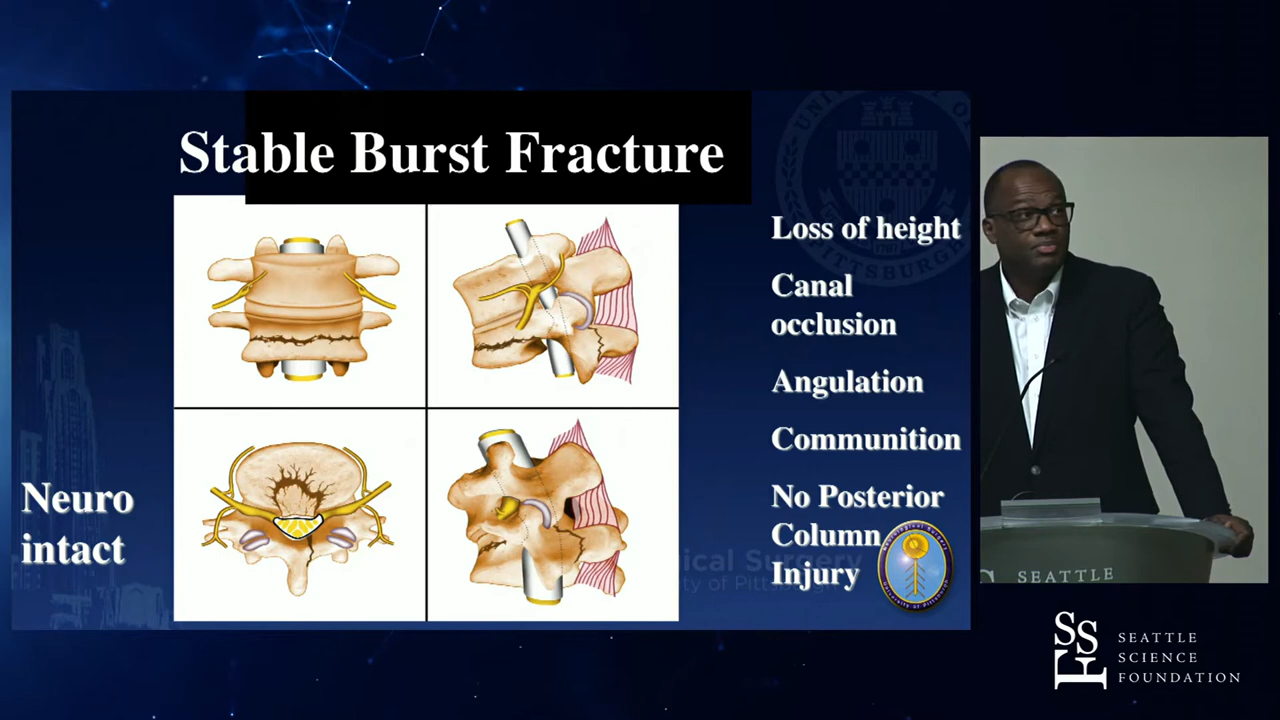 Stable Burst Fracture
Neuro
intact
Loss of height
Canal
occlusion
Angulation
Communition
No Posterior
Column
Injury
SEATTLE
SSF
SEATTLE
SCIENCE
FOUNDATION